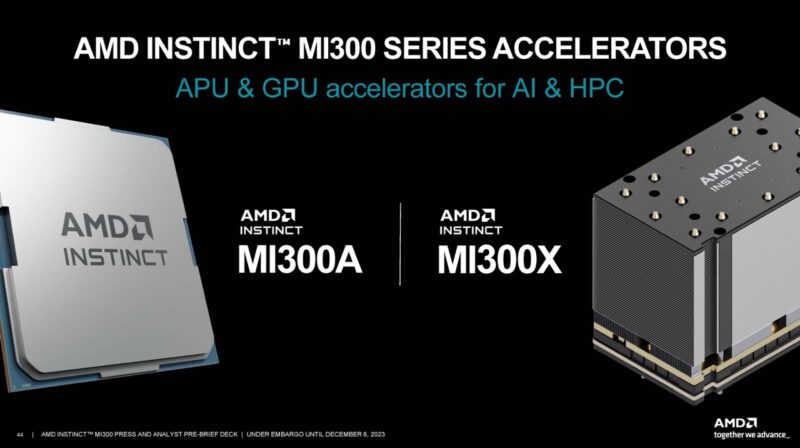 AMD INSTINCT™ MI300 SERIES ACCELERATORS
APU & GPU accelerators for AI & HPC
AMD
INSTINCT
AMD
INSTINCT
MI300A
AMD
INSTINCT
MI300X
AMD
INSTINCT
44 | AMD INSTINCT™ MI300 PRESS AND ANALYST PRE-BRIEF DECK | UNDER EMBARGO UNTIL DECEMBER 6, 2023
AMD
together we advance_